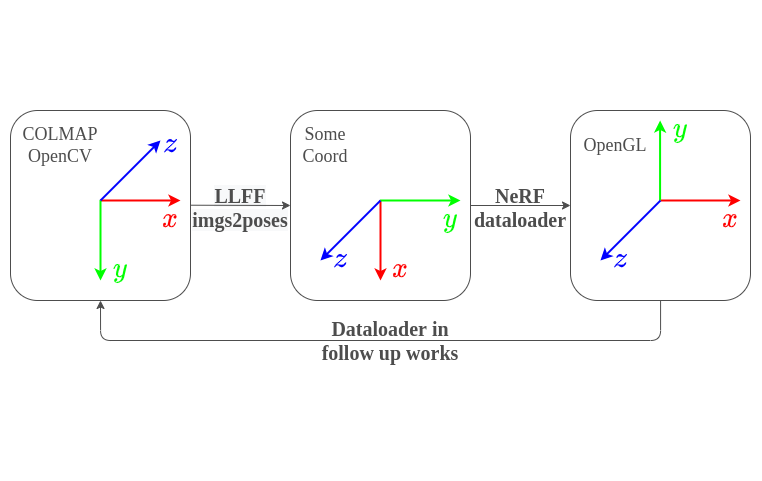 COLMAP
OpenCV
z
x
y
LLFF
imgs2poses
Some
Coord
y
z
x
NeRF
dataloader
OpenGL
y
x
z
Dataloader in
follow up works